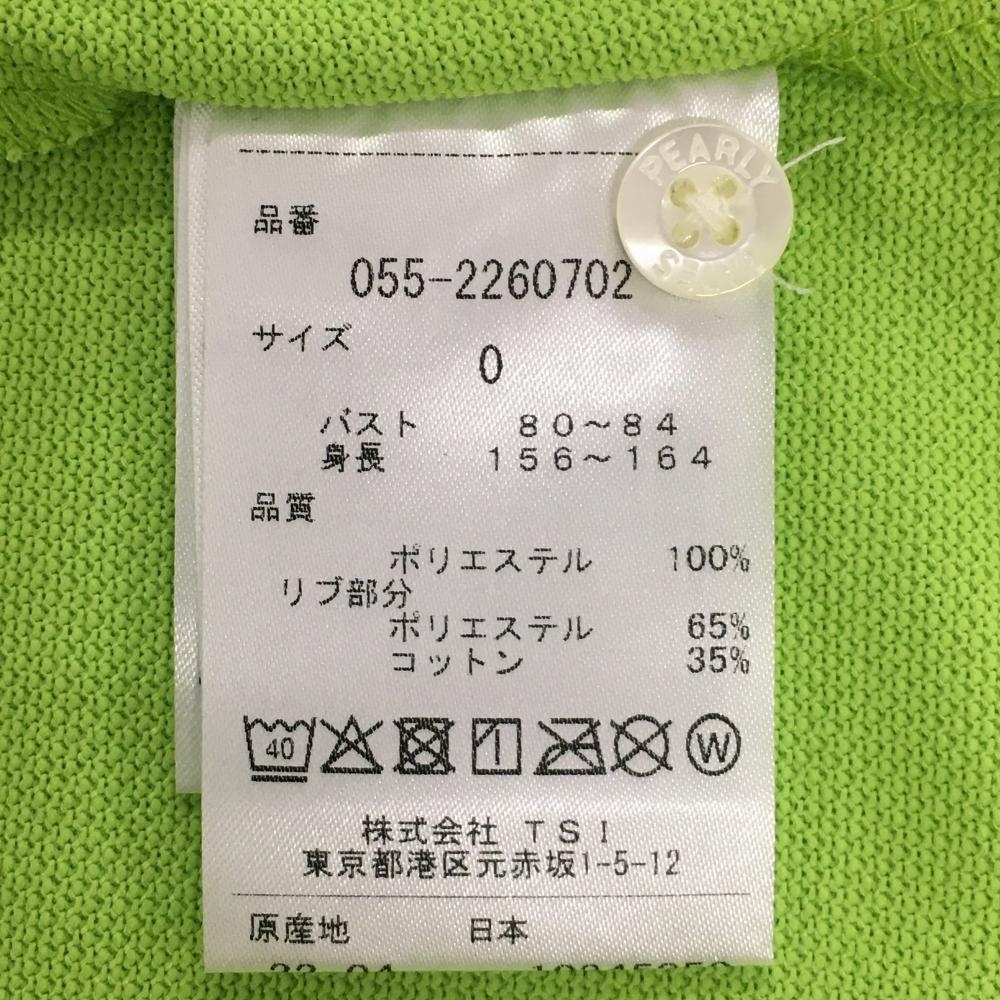 PEARLY
品番
055-2260702
サイズ
0
バスト 80～84
身長 156～164
品質
ポリエステル 100%
リブ部分
ポリエステル 65%
コットン 35%
40
W
株式会社 TSI
東京都港区元赤坂1-5-12
原産地 日本